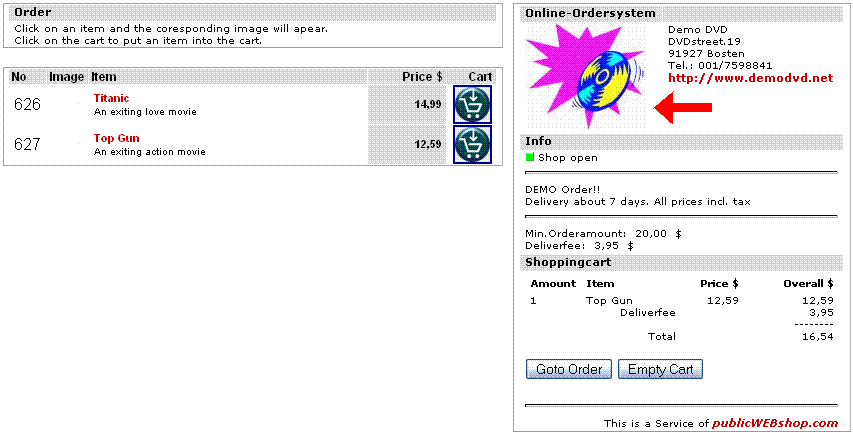 Order
Click on an item and the coresponding image will apear.
Click on the cart to put an item into the cart.
No Image Item Price $ Cart
626 Titanic 14,99
An exiting love movie
627 Top Gun 12,59
An exiting action movie
Online-Ordersystem
Demo DVD
DVDstreet.19
91927 Bosten
Tel.: 001/7598841
http://www.demodvd.net
Info
Shop open
DEMO Order!!
Delivery about 7 days. All prices incl. tax
Min.Orderamount: 20,00 $
Deliverfee: 3,95 $
Shoppingcart
Amount Item Price $ Overall $
1 Top Gun 12,59 12,59
Deliverfee 3,95
--------
Total 16,54
Goto Order Empty Cart
This is a Service of publicWEBshop.com